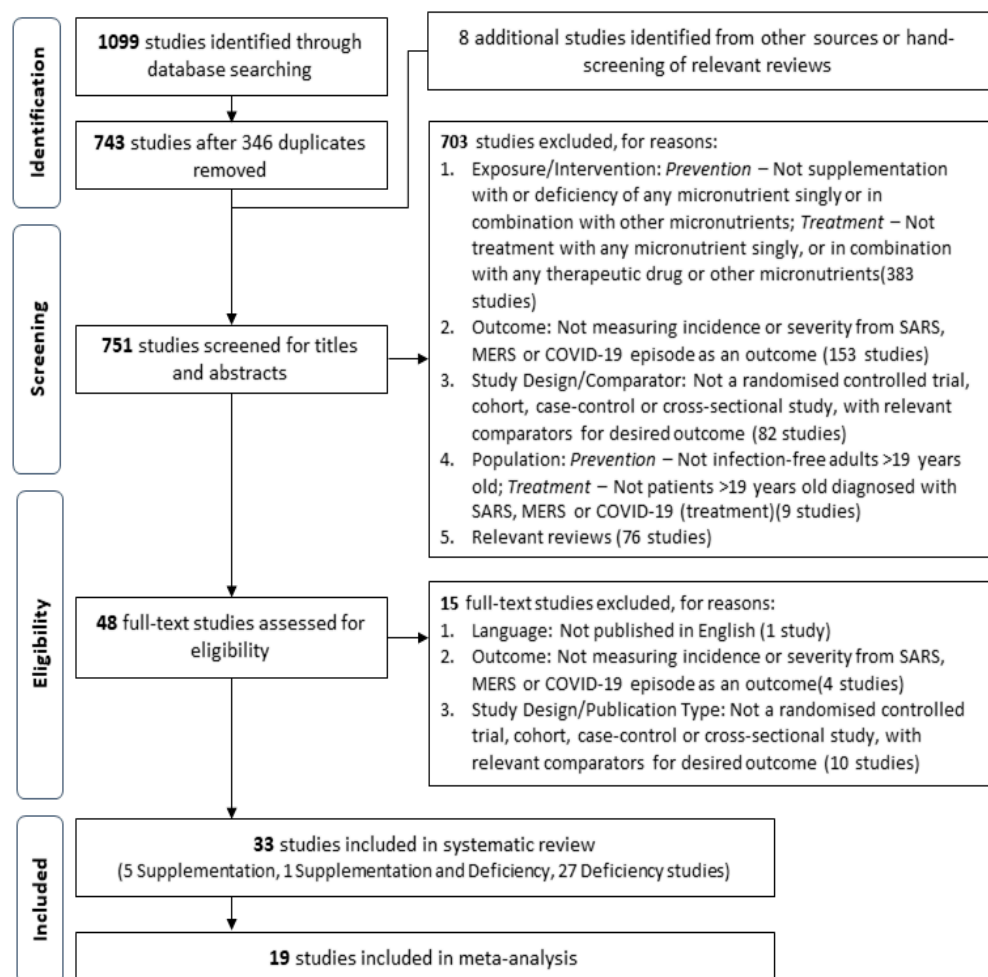 Identification
1099 studies identified through
database searching
8 additional studies identified from other sources or hand-
screening of relevant reviews
743 studies after 346 duplicates
removed
Screening
751 studies screened for titles
and abstracts
703 studies excluded, for reasons:
1. Exposure/Intervention: Prevention – Not supplementation
with or deficiency of any micronutrient singly or in
combination with other micronutrients; Treatment – Not
treatment with any micronutrient singly, or in combination
with any therapeutic drug or other micronutrients(383
studies)
2. Outcome: Not measuring incidence or severity from SARS,
MERS or COVID-19 episode as an outcome (153 studies)
3. Study Design/Comparator: Not a randomised controlled trial,
cohort, case-control or cross-sectional study, with relevant
comparators for desired outcome (82 studies)
4. Population: Prevention – Not infection-free adults >19 years
old; Treatment – Not patients >19 years old diagnosed with
SARS, MERS or COVID-19 (treatment)(9 studies)
5. Relevant reviews (76 studies)
Eligibility
48 full-text studies assessed for
eligibility
15 full-text studies excluded, for reasons:
1. Language: Not published in English (1 study)
2. Outcome: Not measuring incidence or severity from SARS,
MERS or COVID-19 episode as an outcome(4 studies)
3. Study Design/Publication Type: Not a randomised controlled
trial, cohort, case-control or cross-sectional study, with
relevant comparators for desired outcome (10 studies)
Included
33 studies included in systematic review
(5 Supplementation, 1 Supplementation and Deficiency, 27 Deficiency studies)
19 studies included in meta-analysis